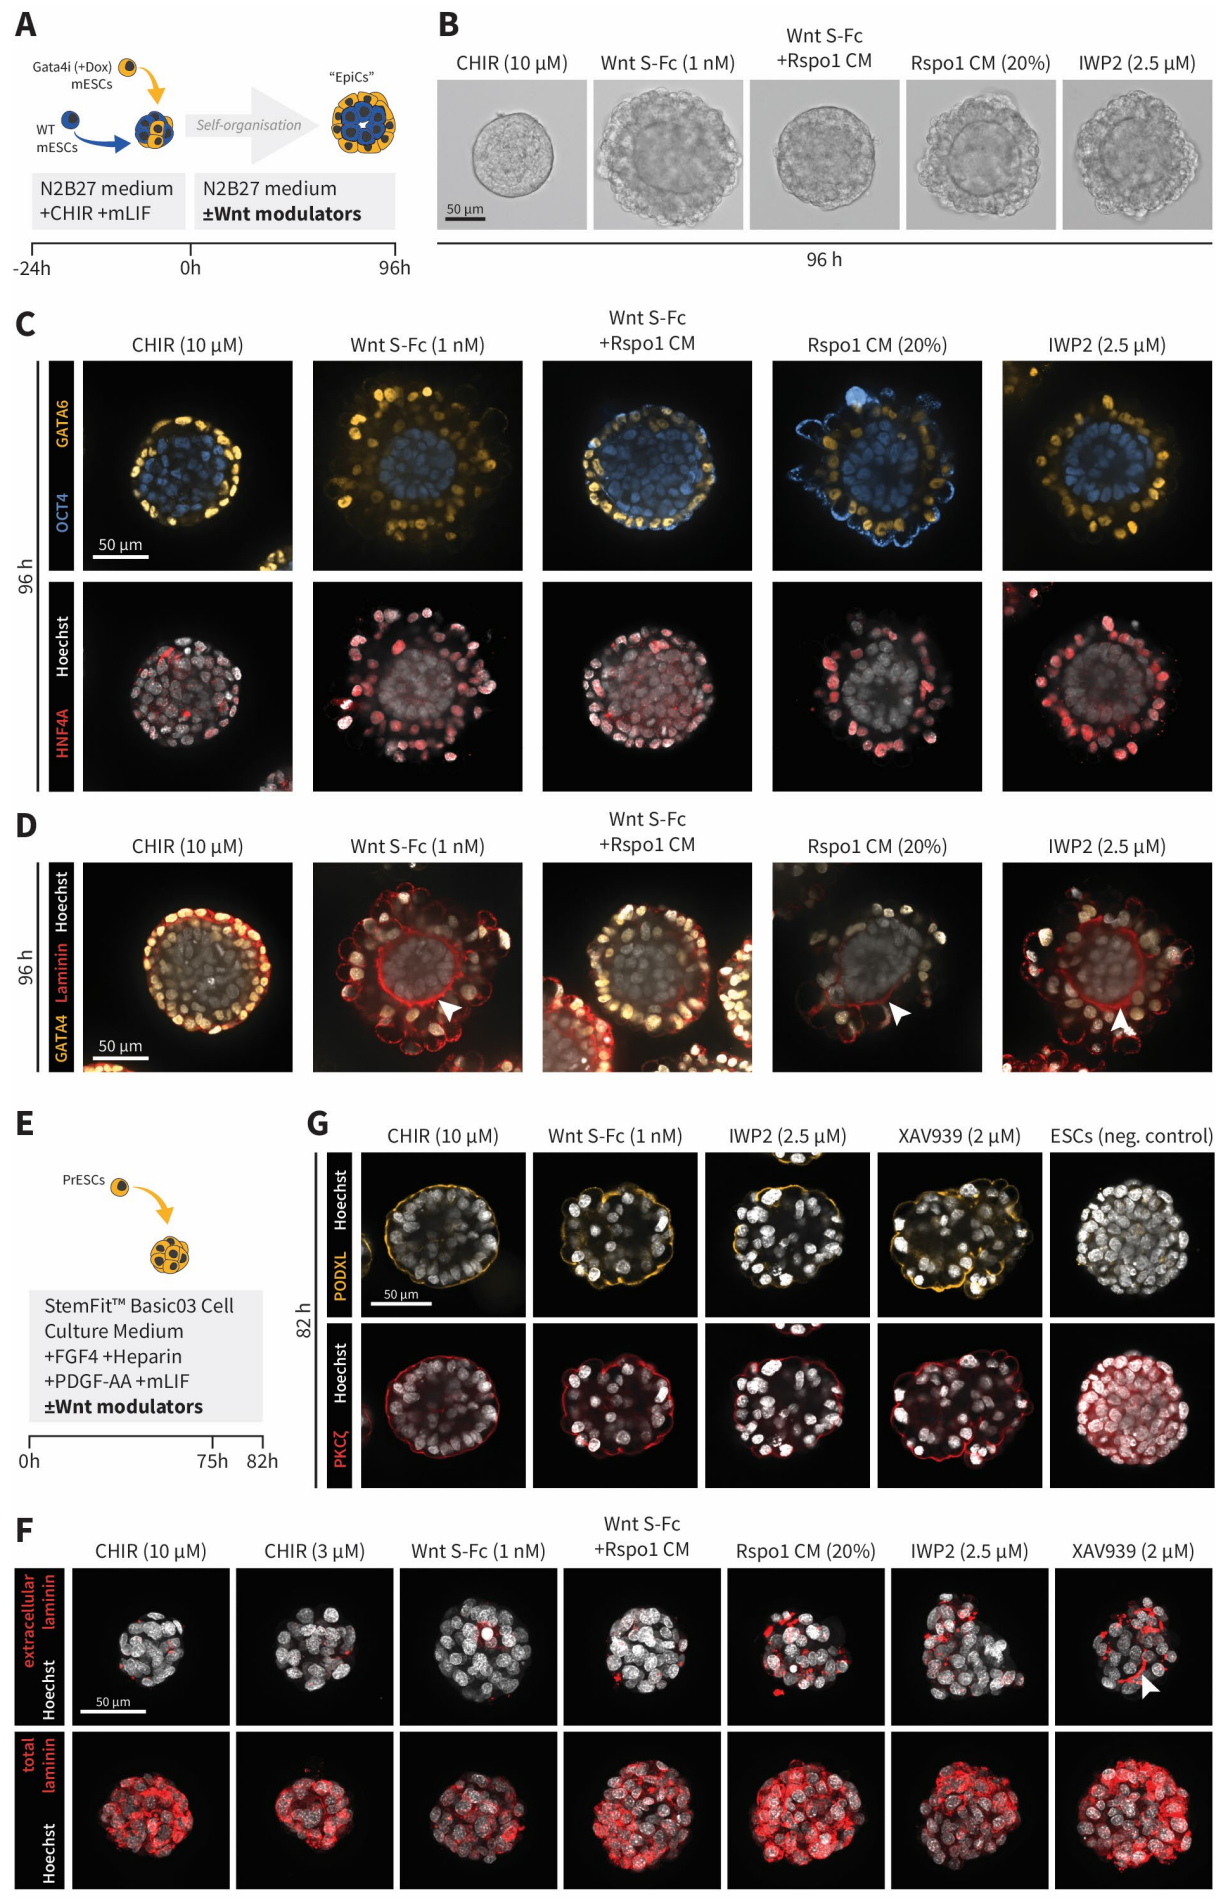 A
Gata4i (+Dox)
mESCs
WT
mESCs
Self-organisation
“EpiCs”
N2B27 medium
+CHIR +mLIF
N2B27 medium
±Wnt modulators
-24h
0h
96h
B
CHIR (10 µM)
Wnt S-Fc (1 nM)
Wnt S-Fc
+Rspo1 CM
Rspo1 CM (20%)
IWP2 (2.5 µM)
50 µm
96 h
C
CHIR (10 µM)
Wnt S-Fc (1 nM)
Wnt S-Fc
+Rspo1 CM
Rspo1 CM (20%)
IWP2 (2.5 µM)
96 h
OCT4 GATA6
50 µm
HNF4A Hoechst
D
CHIR (10 µM)
Wnt S-Fc (1 nM)
Wnt S-Fc
+Rspo1 CM
Rspo1 CM (20%)
IWP2 (2.5 µM)
96 h
GATA4 Laminin Hoechst
50 µm
E
PrESCs
StemFit™ Basic03 Cell
Culture Medium
+FGF4 +Heparin
+PDGF-AA +mLIF
±Wnt modulators
0h
75h
82h
G
CHIR (10 µM)
Wnt S-Fc (1 nM)
IWP2 (2.5 µM)
XAV939 (2 µM)
ESCs (neg. control)
82 h
PODXL Hoechst
50 µm
PKCζ Hoechst
F
CHIR (10 µM)
CHIR (3 µM)
Wnt S-Fc (1 nM)
Wnt S-Fc
+Rspo1 CM
Rspo1 CM (20%)
IWP2 (2.5 µM)
XAV939 (2 µM)
extracellular
laminin
Hoechst
50 µm
total
laminin
Hoechst